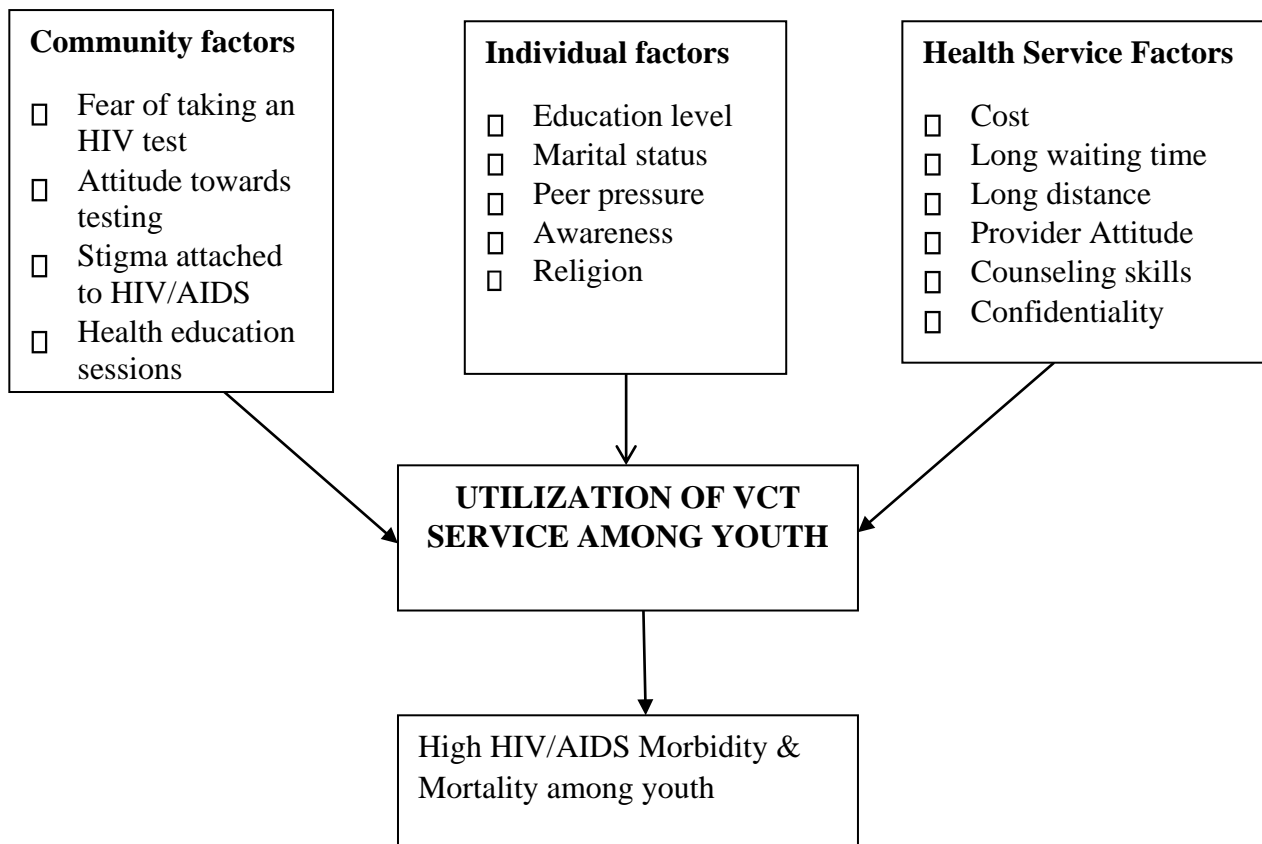 Community factors
Fear of taking an
HIV test
Attitude towards
testing
Stigma attached
to HIV/AIDS
Health education
sessions
Individual factors
Education level
Marital status
Peer pressure
Awareness
Religion
Health Service Factors
Cost
Long waiting time
Long distance
Provider Attitude
Counseling skills
Confidentiality
UTILIZATION OF VCT
SERVICE AMONG YOUTH
High HIV/AIDS Morbidity &
Mortality among youth